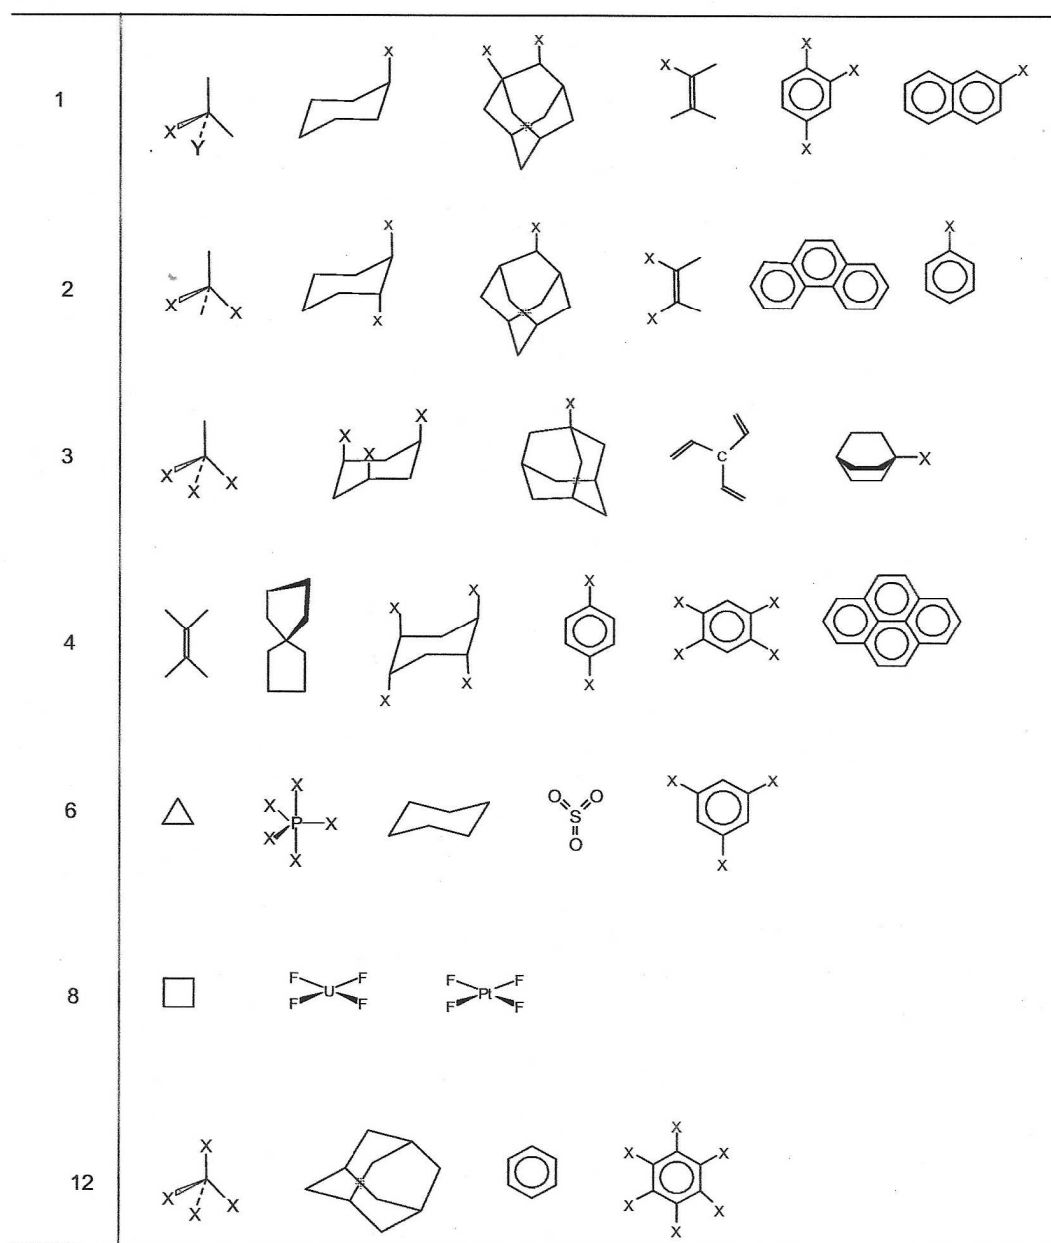 X X X X X X
1 X X
X Y X
X X X
2 X X X X
X X X
3 X X X C X
X X X
X X X X X
4 X X X X
X X
6 X P X O S O X X
X X O X
8 F U F F Pt F
F F F F
X X
12 X X X X
X X X
X